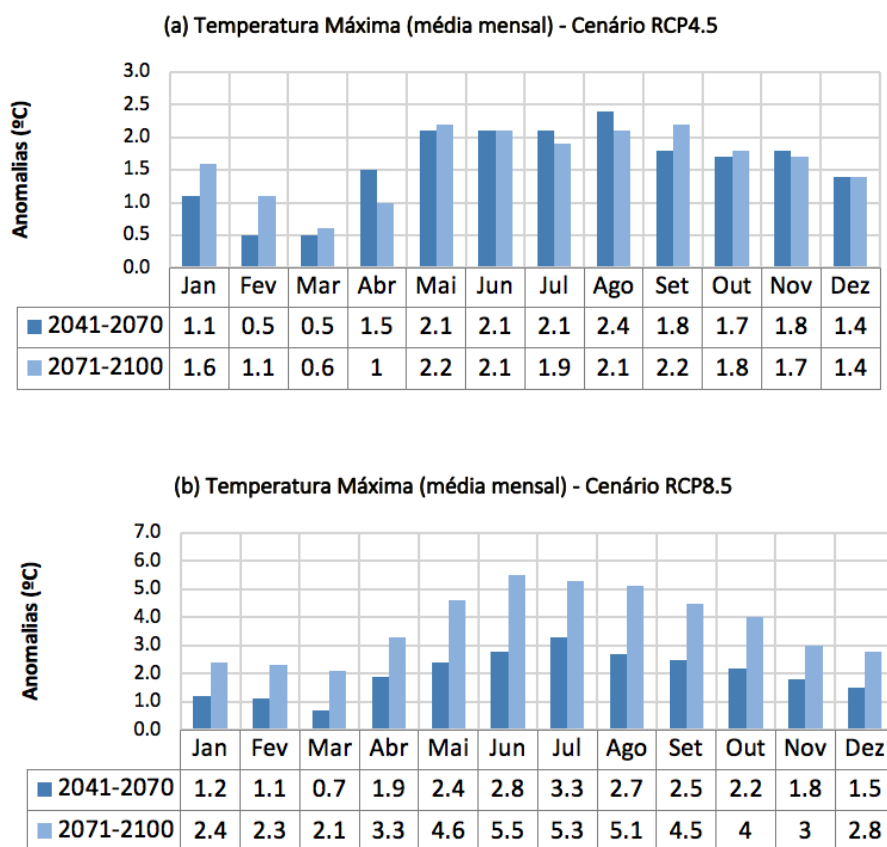 (a) Temperatura Máxima (média mensal) - Cenário RCP4.5
Anomalias (ºC)
3.0
2.5
2.0
1.5
1.0
0.5
0.0
Jan Fev Mar Abr Mai Jun Jul Ago Set Out Nov Dez
2041-2070 1.1 0.5 0.5 1.5 2.1 2.1 2.1 2.4 1.8 1.7 1.8 1.4
2071-2100 1.6 1.1 0.6 1 2.2 2.1 1.9 2.1 2.2 1.8 1.7 1.4
(b) Temperatura Máxima (média mensal) - Cenário RCP8.5
Anomalias (ºC)
7.0
6.0
5.0
4.0
3.0
2.0
1.0
0.0
Jan Fev Mar Abr Mai Jun Jul Ago Set Out Nov Dez
2041-2070 1.2 1.1 0.7 1.9 2.4 2.8 3.3 2.7 2.5 2.2 1.8 1.5
2071-2100 2.4 2.3 2.1 3.3 4.6 5.5 5.3 5.1 4.5 4 3 2.8